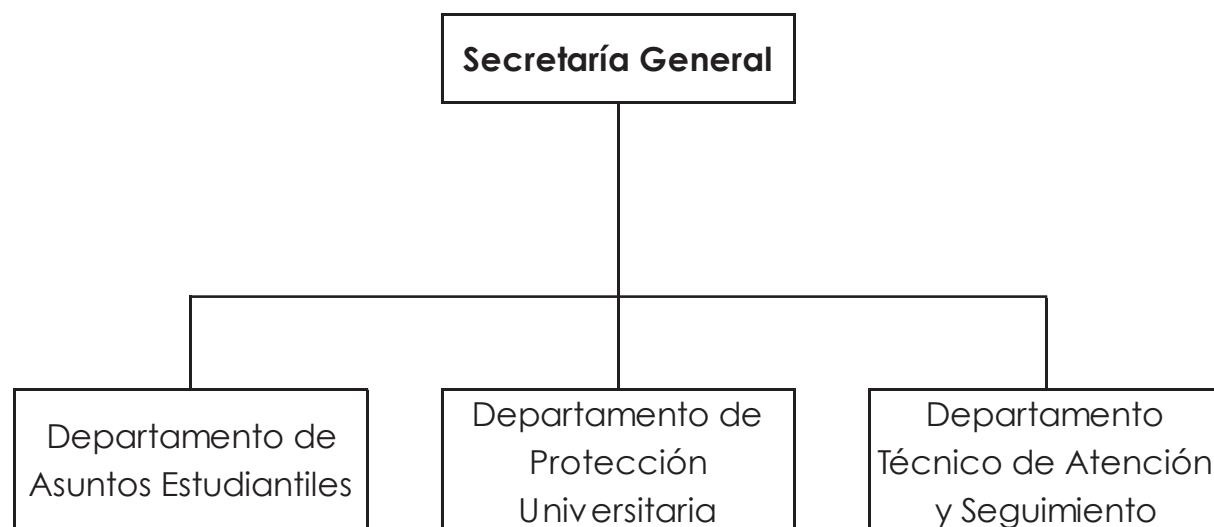 Secretaría General
Departamento de
Asuntos Estudiantiles
Departamento de
Protección
Universitaria
Departamento
Técnico de Atención
y Seguimiento